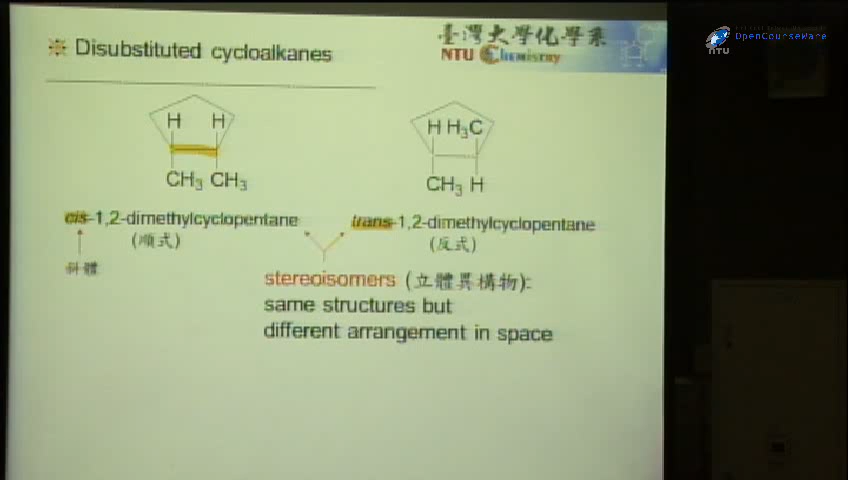 Disubstituted cycloalkanes
臺灣大學化學系
NTU Chemistry
NTU
OpenCourseWare
H H
CH3 CH3
H H3C
CH3 H
cis-1,2-dimethylcyclopentane
(順式)
斜體
trans-1,2-dimethylcyclopentane
(反式)
stereoisomers (立體異構物):
same structures but
different arrangement in space